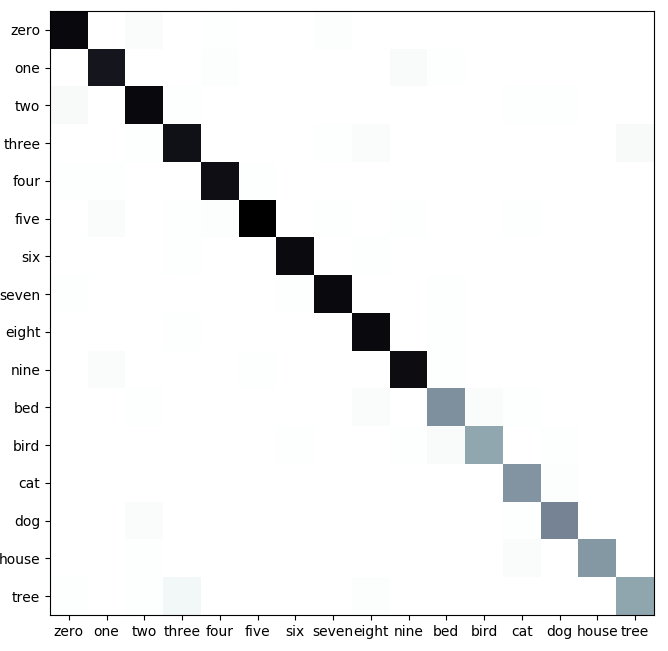 zero
one
two
three
four
five
six
seven
eight
nine
bed
bird
cat
dog
house
tree
zero one two three four five six seven eight nine bed bird cat dog house tree